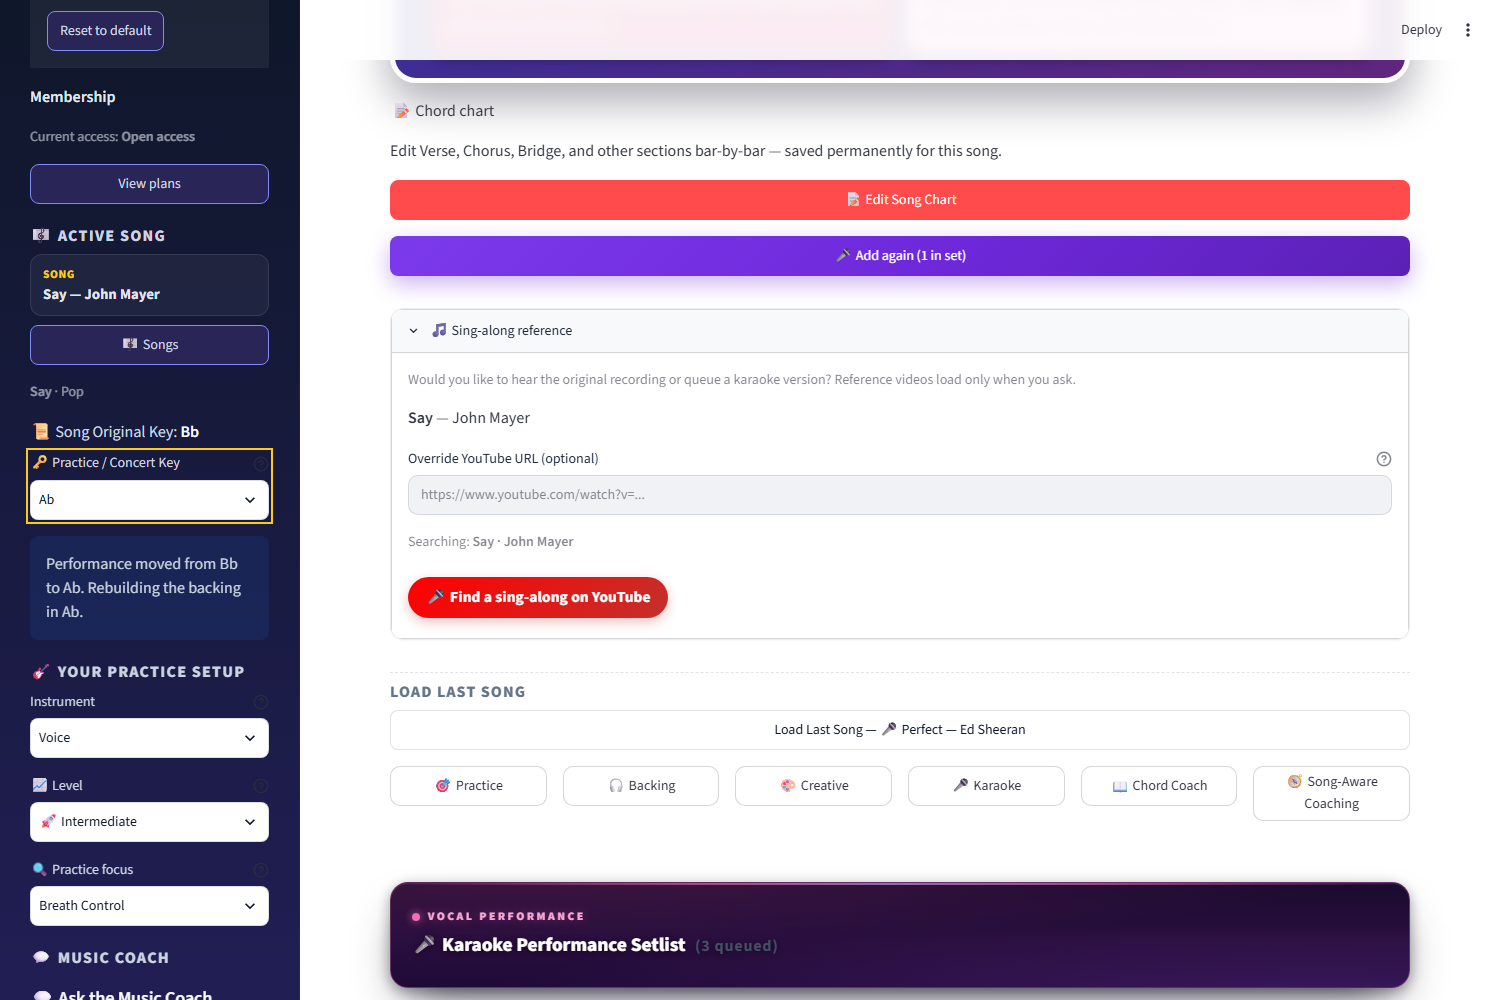 Reset to default
Membership
Current access: Open access
View plans
ACTIVE SONG
SONG
Say — John Mayer
Songs
Say · Pop
Song Original Key: Bb
Practice / Concert Key
Ab
Performance moved from Bb
to Ab. Rebuilding the backing
in Ab.
YOUR PRACTICE SETUP
Instrument
Voice
Level
Intermediate
Practice focus
Breath Control
MUSIC COACH
Ask the Music Coach
Deploy
Chord chart
Edit Verse, Chorus, Bridge, and other sections bar-by-bar — saved permanently for this song.
Edit Song Chart
Add again (1 in set)
Sing-along reference
Would you like to hear the original recording or queue a karaoke version? Reference videos load only when you ask.
Say — John Mayer
Override YouTube URL (optional)
https://www.youtube.com/watch?v=...
Searching: Say · John Mayer
Find a sing-along on YouTube
LOAD LAST SONG
Load Last Song — Perfect — Ed Sheeran
Practice
Backing
Creative
Karaoke
Chord Coach
Song-Aware
Coaching
VOCAL PERFORMANCE
Karaoke Performance Setlist (3 queued)